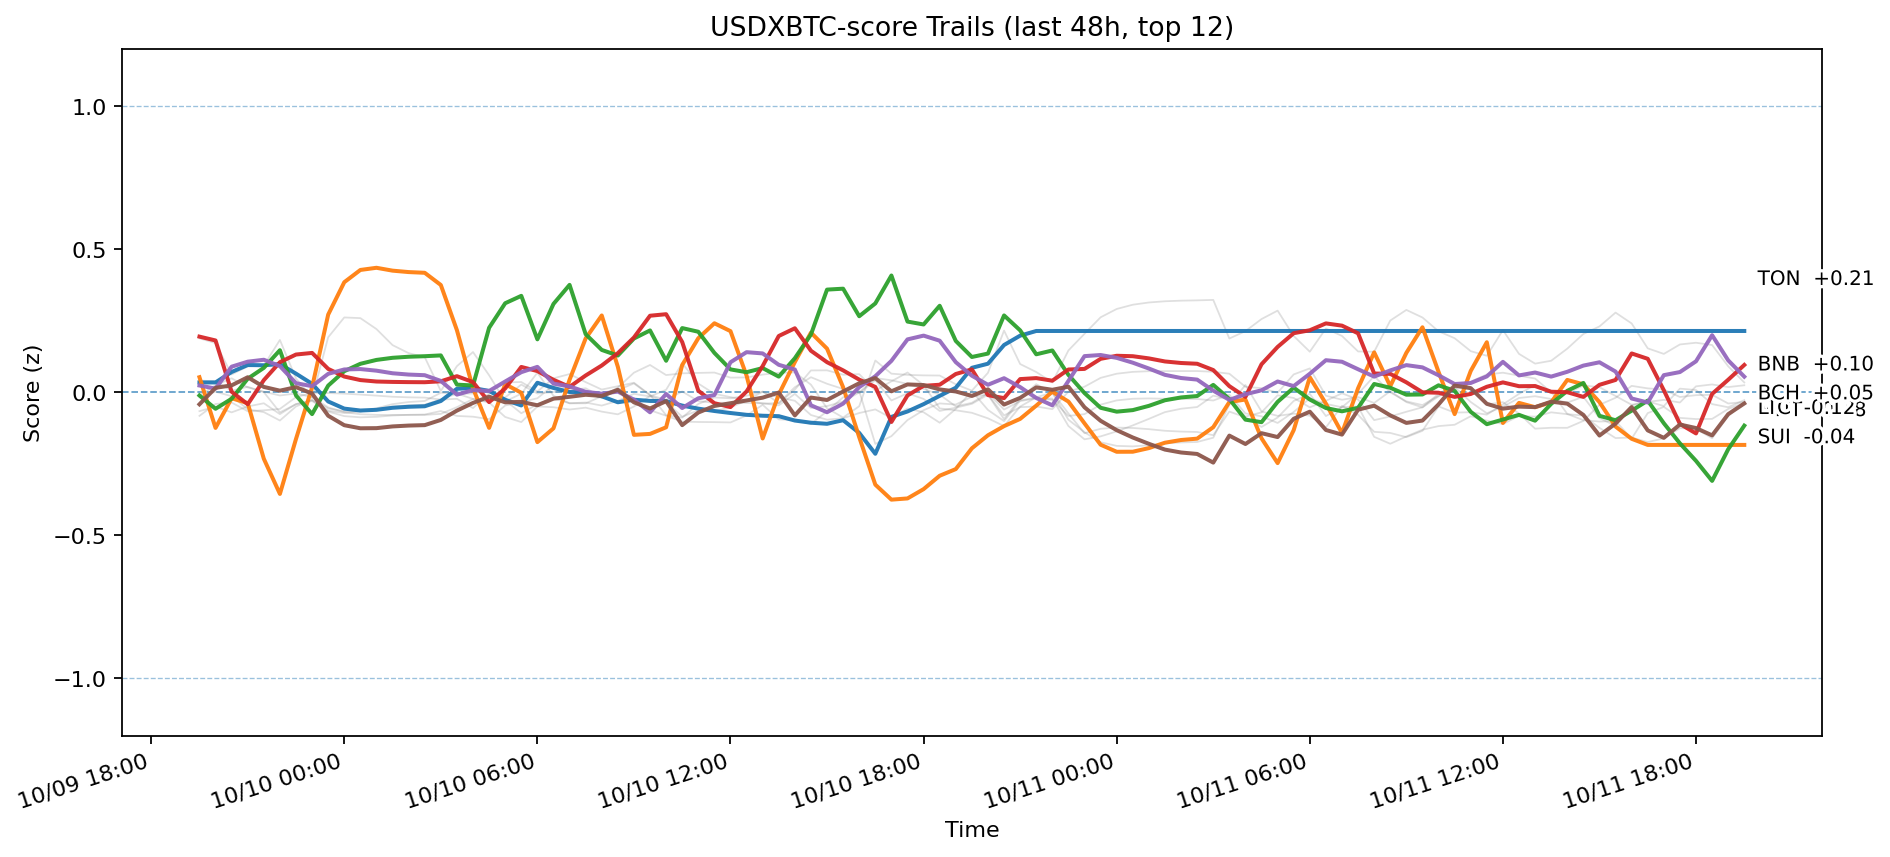 USDXBTC-score Trails (last 48h, top 12)
Score (z)
1.0
0.5
0.0
−0.5
−1.0
TON +0.21
BNB +0.10
BCH +0.05
SUI -0.04
10/09 18:00
10/10 00:00
10/10 06:00
10/10 12:00
10/10 18:00
10/11 00:00
10/11 06:00
10/11 12:00
10/11 18:00
Time